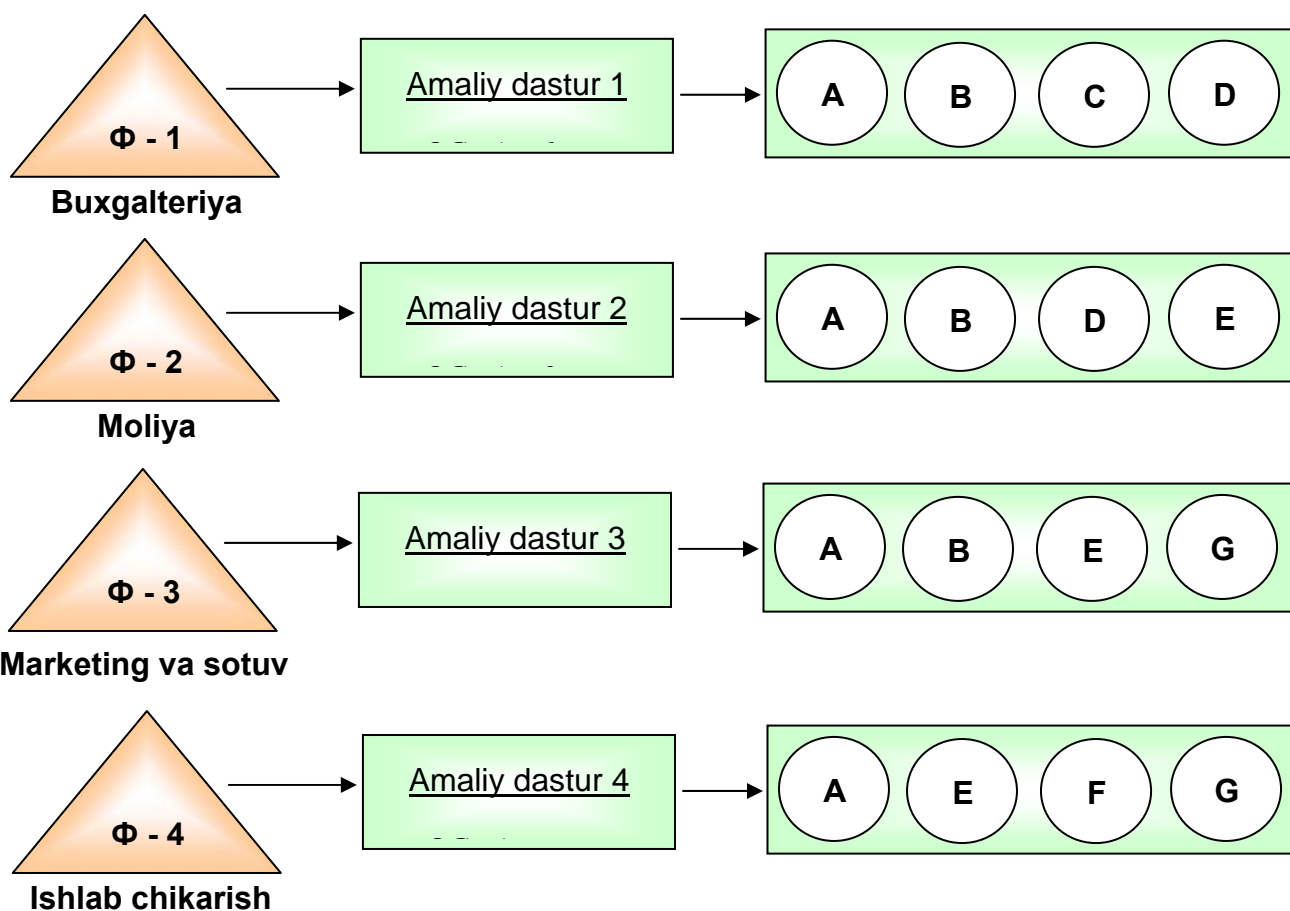 Ф - 1
Buxgalteriya
Amaliy dastur 1
A B C D
Ф - 2
Moliya
Amaliy dastur 2
A B D E
Ф - 3
Marketing va sotuv
Amaliy dastur 3
A B E G
Ф - 4
Ishlab chikarish
Amaliy dastur 4
A E F G